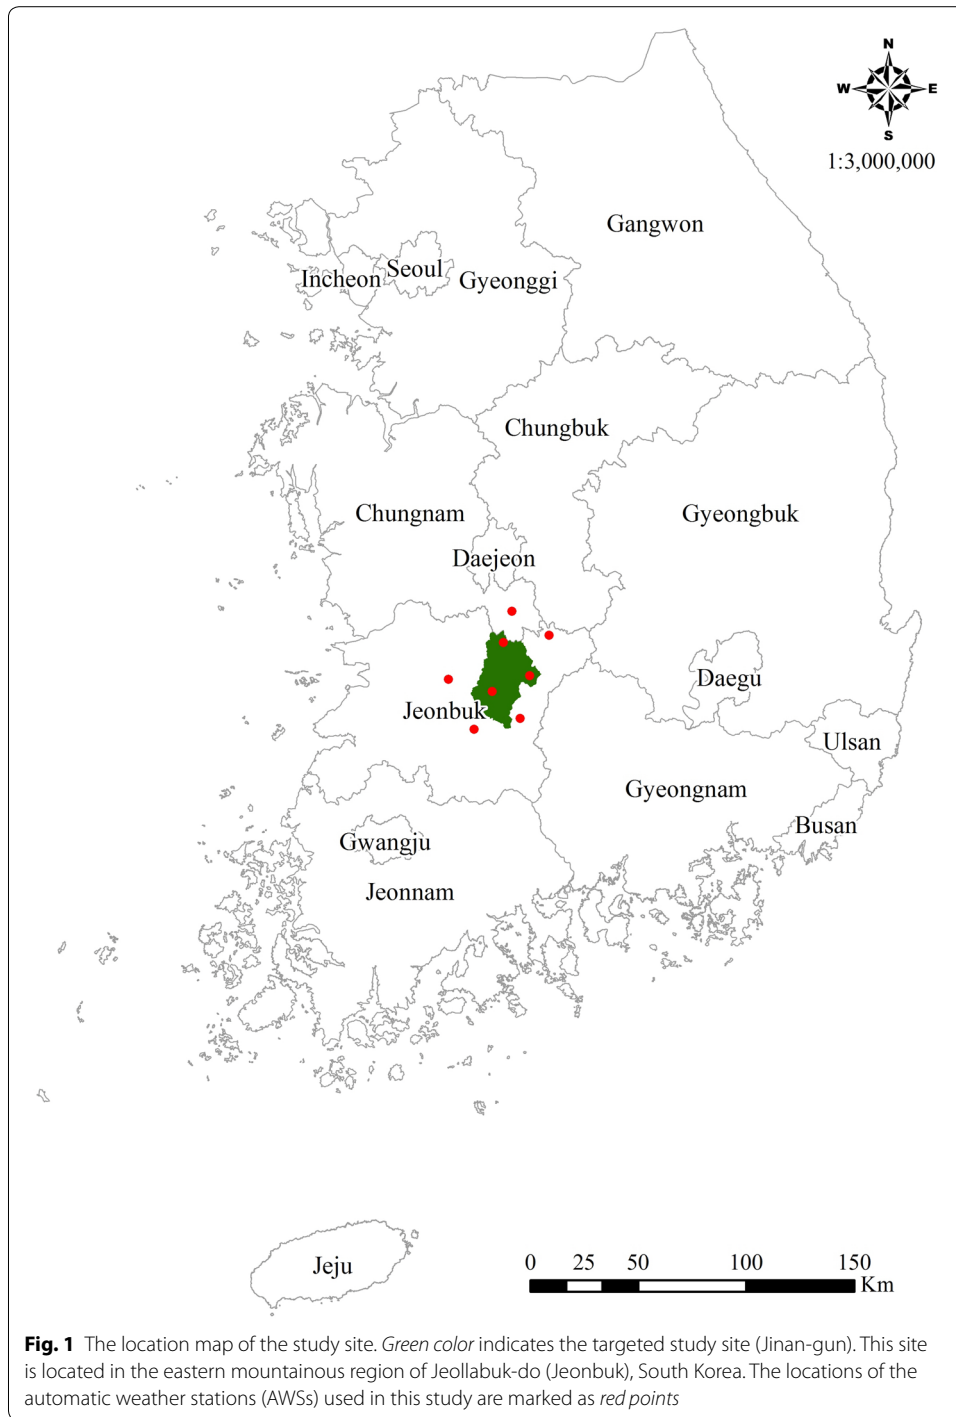 N
W E
S
1:3,000,000
Gangwon
Incheon Seoul Gyeonggi
Chungbuk
Chungnam
Gyeongbuk
Daejeon
Daegu
Jeonbuk
Ulsan
Gyeongnam
Busan
Gwangju
Jeonnam
Jeju
0 25 50 100 150
Km
Fig. 1 The location map of the study site. Green color indicates the targeted study site (Jinan-gun). This site
is located in the eastern mountainous region of Jeollabuk-do (Jeonbuk), South Korea. The locations of the
automatic weather stations (AWSs) used in this study are marked as red points